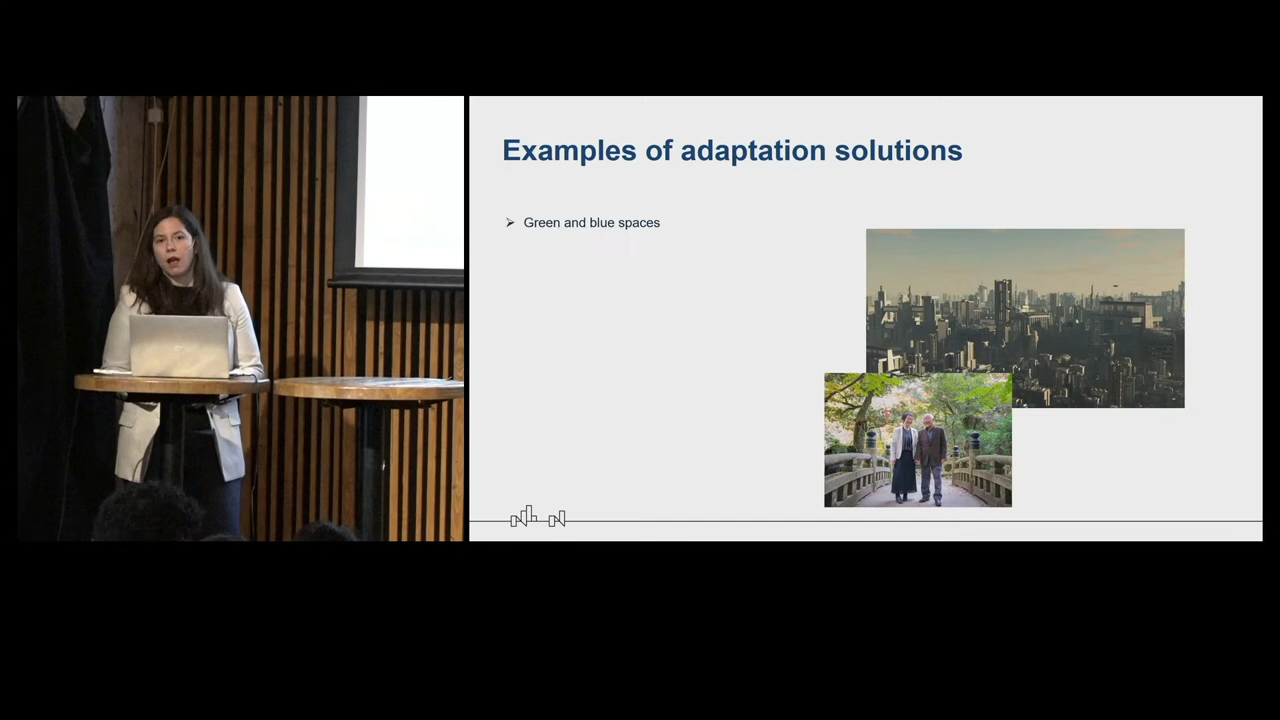 Examples of adaptation solutions
➢ Green and blue spaces